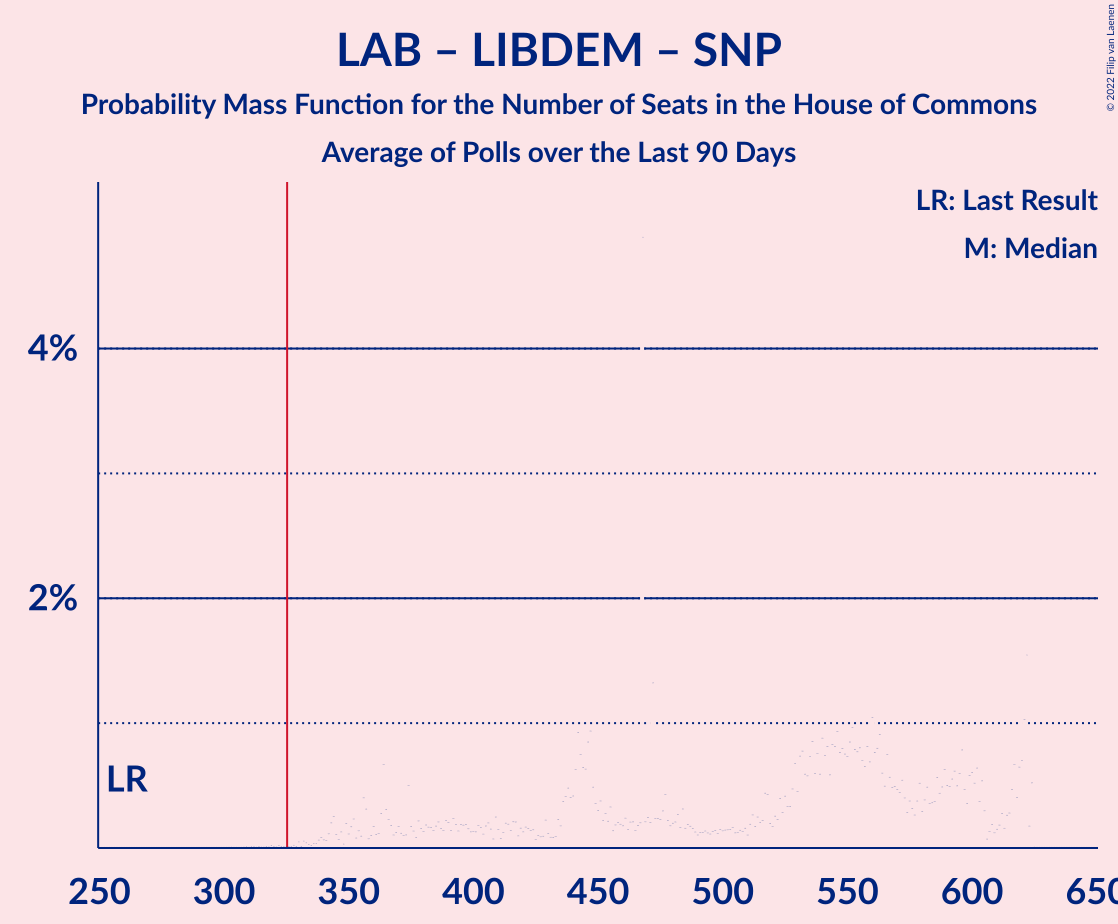 LAB – LIBDEM – SNP
Probability Mass Function for the Number of Seats in the House of Commons
Average of Polls over the Last 90 Days
© 2022 Filip van Laenen
LR: Last Result
M: Median
4%
2%
LR
250 300 350 400 450 500 550 600 650